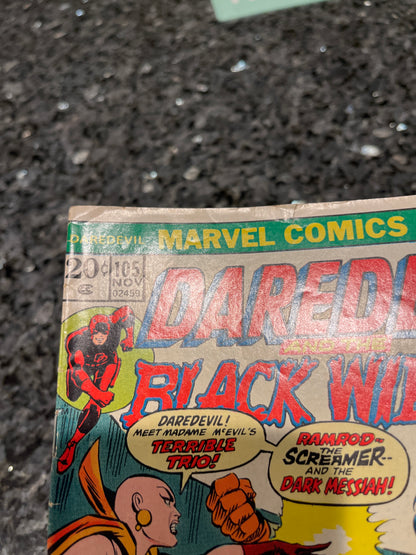 DAREDEVIL MARVEL COMICS
20¢ 105
NOV
02459
DARED
BLACK WI
DAREDEVIL!
MEET MADAME McEVIL'S
TERRIBLE
TRIO!
RAMROD--
THE
SCREAMER--
AND THE
DARK MESSIAH!